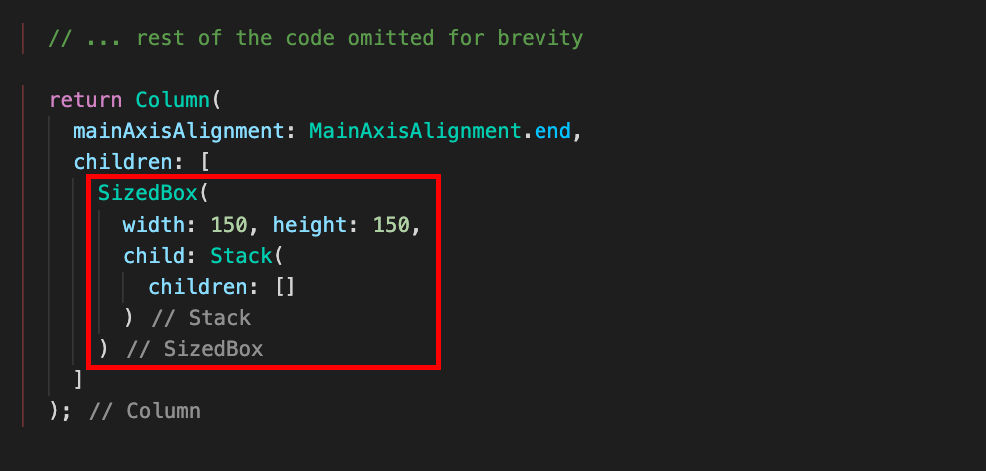 // ... rest of the code omitted for brevity
return Column(
mainAxisAlignment: MainAxisAlignment.end,
children: [
SizedBox(
width: 150, height: 150,
child: Stack(
children: []
) // Stack
) // SizedBox
]
); // Column